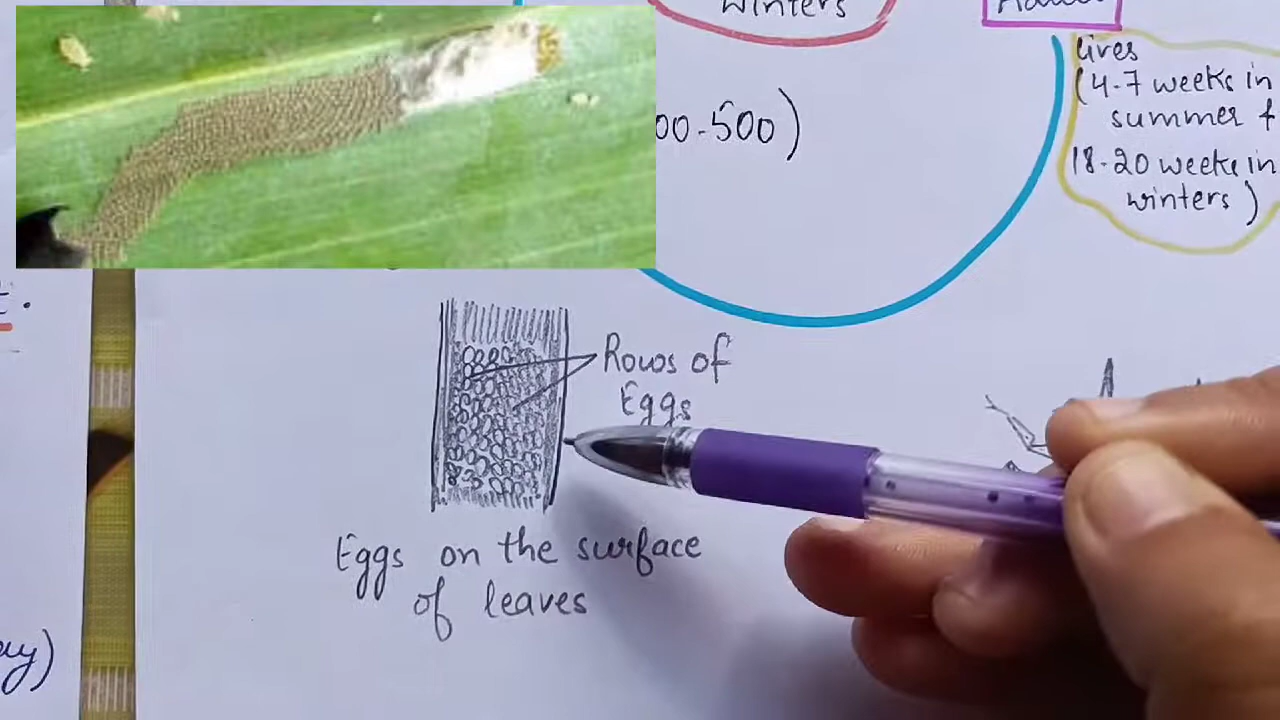 winters
lives
(4-7 weeks in
summer &
18-20 weeks in
winters)
00-500)
Rows of
Eggs
Eggs on the surface
of leaves